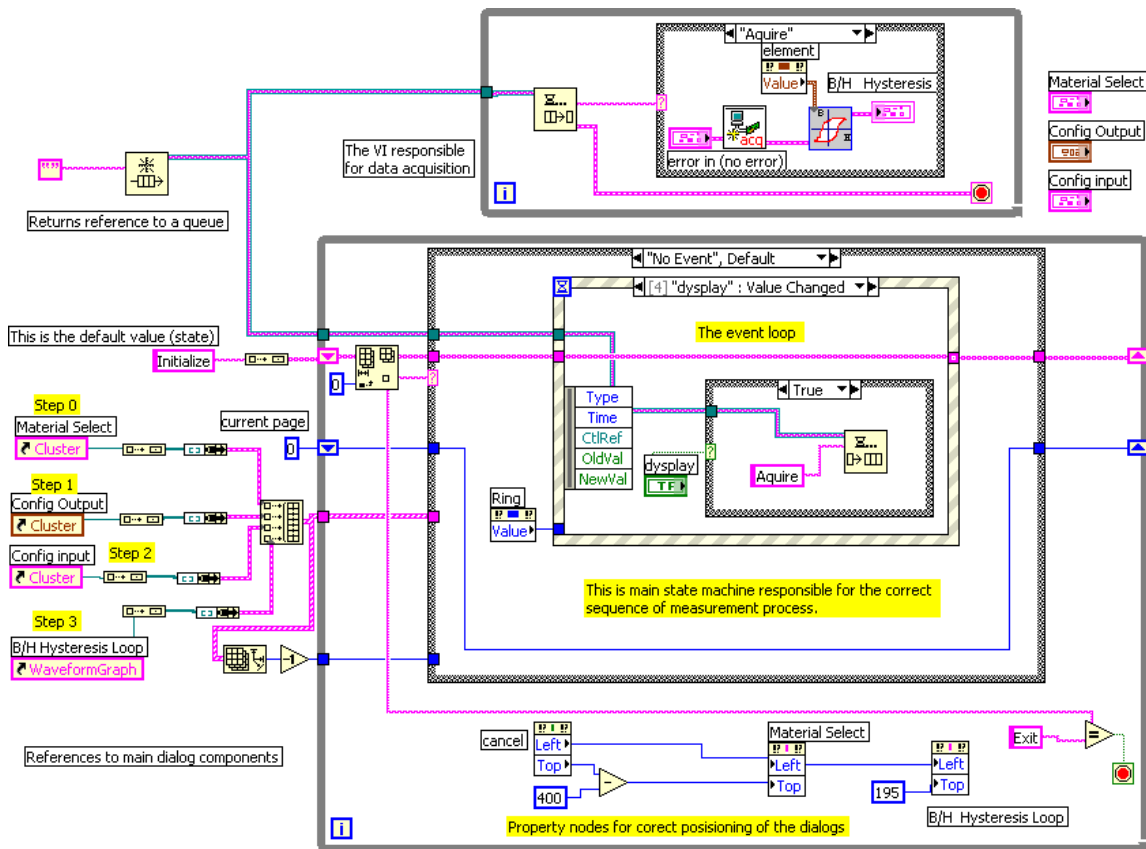 "Aquire"
element
Value
B/H Hysteresis
acq
error in (no error)
B
H
The VI responsible
for data acquisition
i
Material Select
Config Output
Config input
Returns reference to a queue
"No Event", Default
[4] "dysplay" : Value Changed
The event loop
This is the default value (state)
Initialize
0
Type
Time
CtlRef
OldVal
NewVal
True
dysplay
TF
Aquire
Ring
Value
current page
0
Step 0
Material Select
Cluster
Step 1
Config Output
Cluster
Config input
Step 2
Cluster
Step 3
B/H Hysteresis Loop
WaveformGraph
-1
This is main state machine responsible for the correct
sequence of measurement process.
References to main dialog components
cancel
Left
Top
400
Material Select
Left
Top
195
Left
Top
B/H Hysteresis Loop
Exit
=
Property nodes for corect posisioning of the dialogs
i